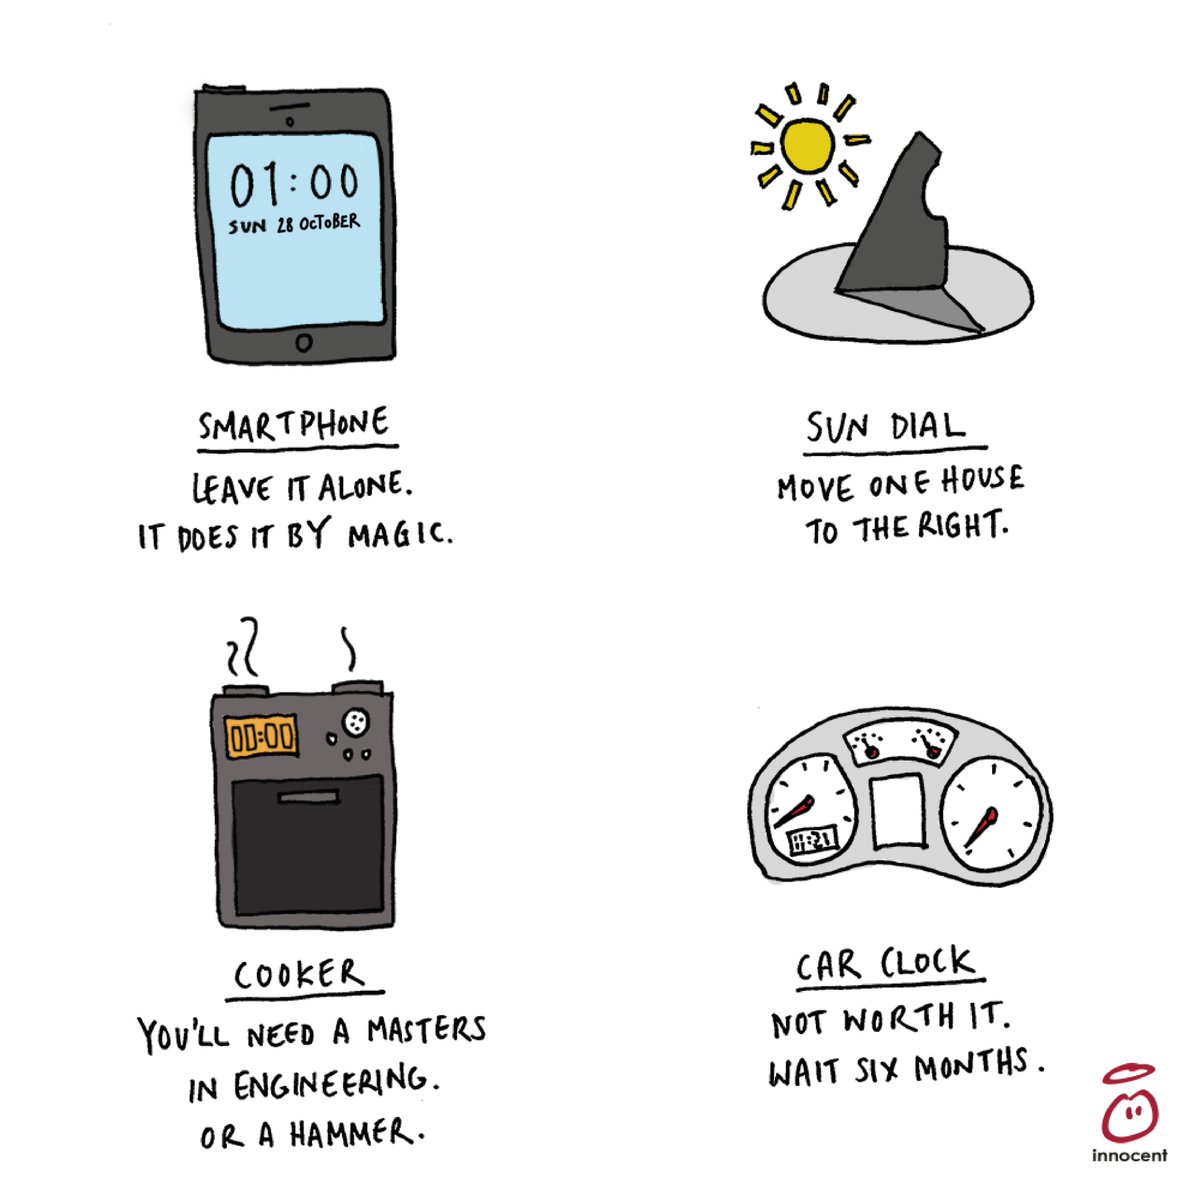 01:00
SUN 28 OCTOBER
SMARTPHONE
LEAVE IT ALONE.
IT DOES IT BY MAGIC.
SUN DIAL
MOVE ONE HOUSE
TO THE RIGHT.
00:00
COOKER
YOU'LL NEED A MASTERS
IN ENGINEERING.
OR A HAMMER.
11:21
CAR CLOCK
NOT WORTH IT.
WAIT SIX MONTHS.
innocent